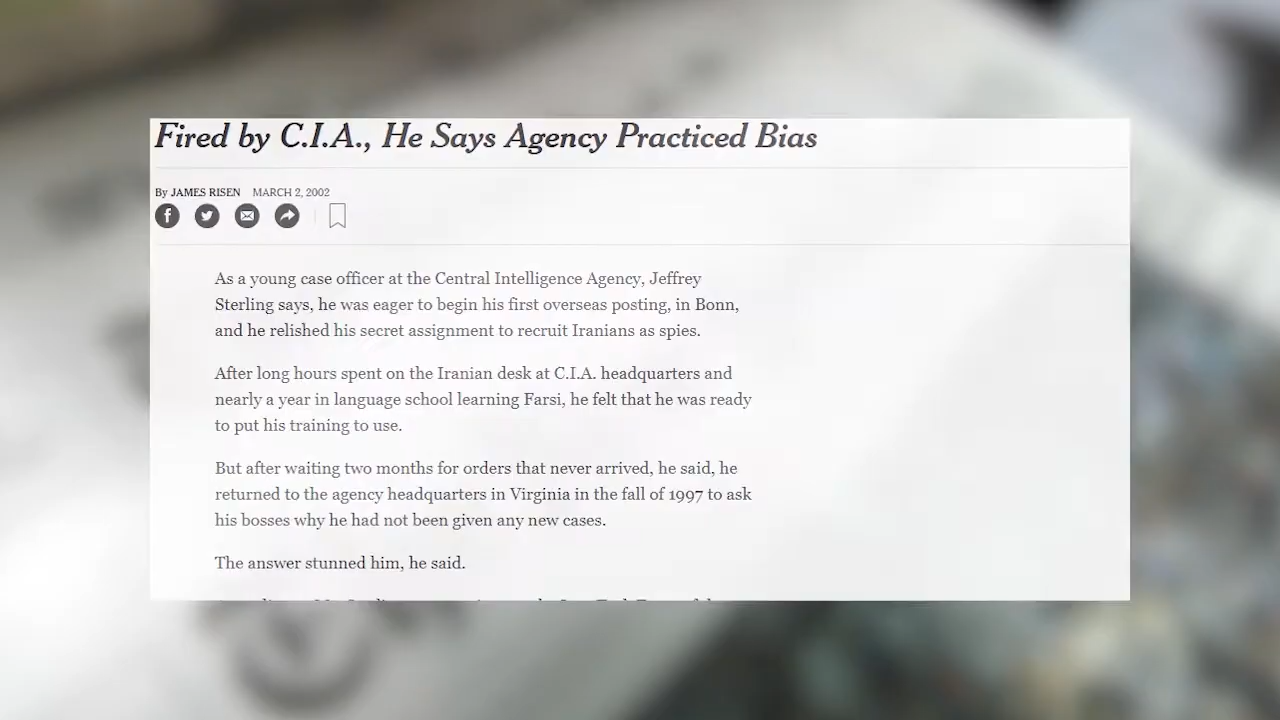 Fired by C.I.A., He Says Agency Practiced Bias
By JAMES RISEN MARCH 2, 2002
As a young case officer at the Central Intelligence Agency, Jeffrey
Sterling says, he was eager to begin his first overseas posting, in Bonn,
and he relished his secret assignment to recruit Iranians as spies.
After long hours spent on the Iranian desk at C.I.A. headquarters and
nearly a year in language school learning Farsi, he felt that he was ready
to put his training to use.
But after waiting two months for orders that never arrived, he said, he
returned to the agency headquarters in Virginia in the fall of 1997 to ask
his bosses why he had not been given any new cases.
The answer stunned him, he said.